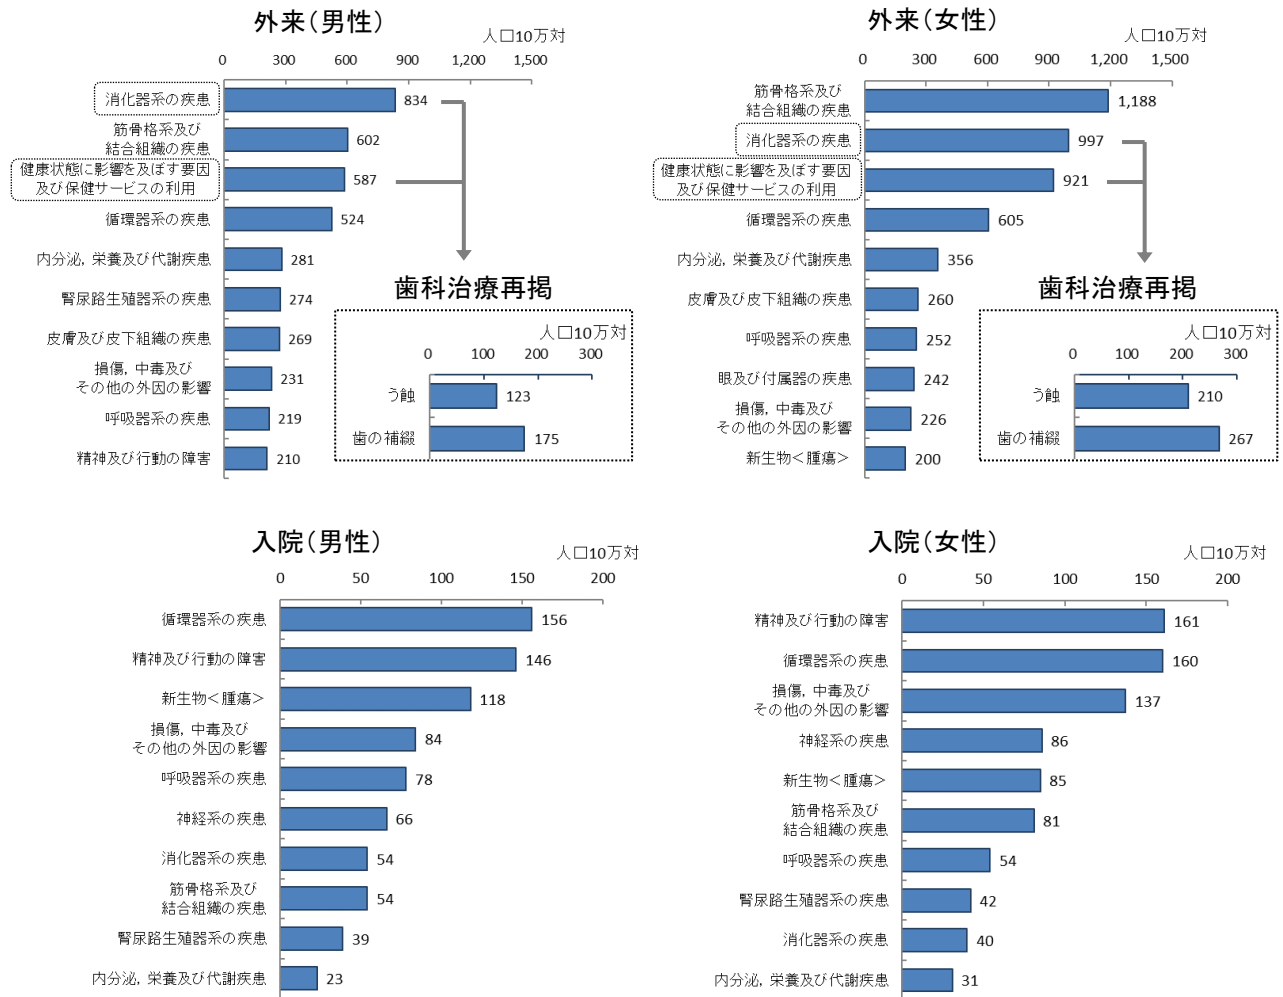 外来(男性)
人口10万対
0 300 600 900 1,200 1,500
消化器系の疾患 834
筋骨格系及び
結合組織の疾患 602
健康状態に影響を及ぼす要因
及び保健サービスの利用 587
循環器系の疾患 524
内分泌, 栄養及び代謝疾患 281
腎尿路生殖器系の疾患 274
皮膚及び皮下組織の疾患 269
損傷, 中毒及び
その他の外因の影響 231
呼吸器系の疾患 219
精神及び行動の障害 210
歯科治療再掲
人口10万対
0 100 200 300
う蝕 123
歯の補綴 175
外来(女性)
人口10万対
0 300 600 900 1,200 1,500
筋骨格系及び
結合組織の疾患 1,188
消化器系の疾患 997
健康状態に影響を及ぼす要因
及び保健サービスの利用 921
循環器系の疾患 605
内分泌, 栄養及び代謝疾患 356
皮膚及び皮下組織の疾患 260
呼吸器系の疾患 252
眼及び付属器の疾患 242
損傷, 中毒及び
その他の外因の影響 226
新生物<腫瘍> 200
歯科治療再掲
人口10万対
0 100 200 300
う蝕 210
歯の補綴 267
入院(男性)
人口10万対
0 50 100 150 200
循環器系の疾患 156
精神及び行動の障害 146
新生物<腫瘍> 118
損傷, 中毒及び
その他の外因の影響 84
呼吸器系の疾患 78
神経系の疾患 66
消化器系の疾患 54
筋骨格系及び
結合組織の疾患 54
腎尿路生殖器系の疾患 39
内分泌, 栄養及び代謝疾患 23
入院(女性)
人口10万対
0 50 100 150 200
精神及び行動の障害 161
循環器系の疾患 160
損傷, 中毒及び
その他の外因の影響 137
神経系の疾患 86
新生物<腫瘍> 85
筋骨格系及び
結合組織の疾患 81
呼吸器系の疾患 54
腎尿路生殖器系の疾患 42
消化器系の疾患 40
内分泌, 栄養及び代謝疾患 31